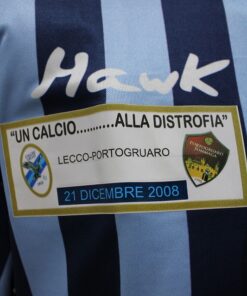 Hawk
"UN CALCIO..........ALLA DISTROFIA"
LECCO-PORTOGRUARO
21 DICEMBRE 2008